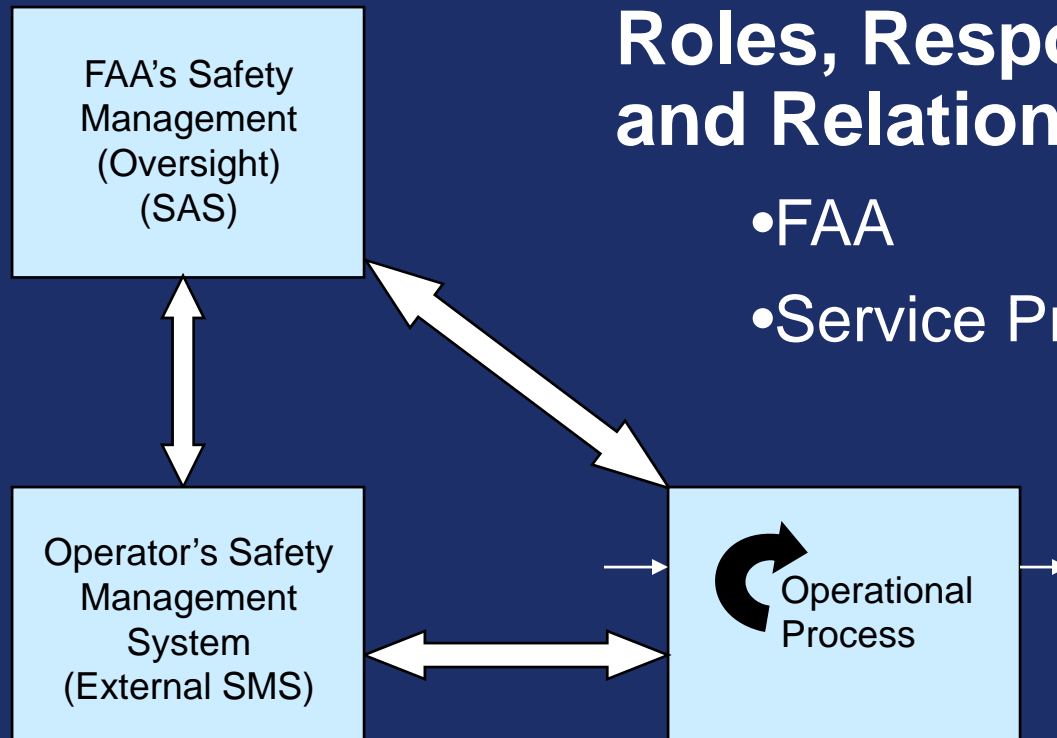 Roles, Respo
and Relation
•FAA
•Service Pr
FAA’s Safety
Management
(Oversight)
(SAS)
Operator’s Safety
Management
System
(External SMS)
Operational
Process